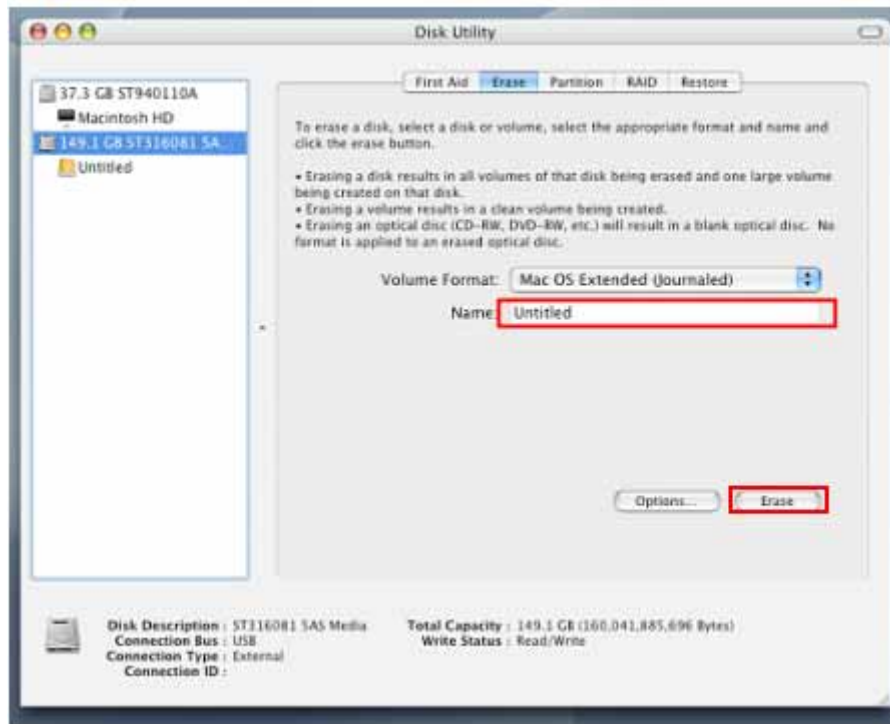 Disk Utility
37.3 GB ST940110A
Macintosh HD
149.1 GB ST316081 SA
Untitled
First Aid Erase Partition RAID Restore
To erase a disk, select a disk or volume, select the appropriate format and name and
click the erase button.
• Erasing a disk results in all volumes of that disk being erased and one large volume
being created on that disk.
• Erasing a volume results in a clean volume being created.
• Erasing an optical disc (CD-RW, DVD-RW, etc.) will result in a blank optical disc. No
format is applied to an erased optical disc.
Volume Format: Mac OS Extended (Journaled)
Name: Untitled
Options... Erase
Disk Description : ST316081 SAS Media
Connection Bus : USB
Connection Type : External
Connection ID :
Total Capacity : 149.1 GB (160,041,885,696 Bytes)
Write Status : Read/Write